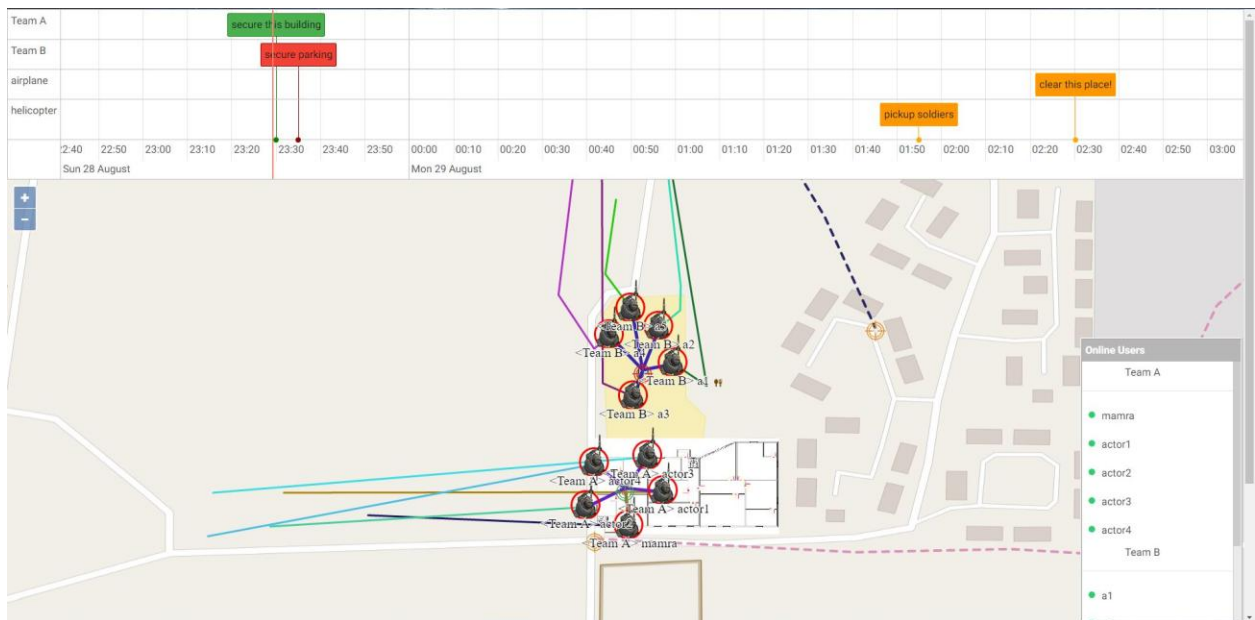 Team A
secure this building
Team B
secure parking
airplane
clear this place!
helicopter
pickup soldiers
2:40 22:50 23:00 23:10 23:20 23:30 23:40 23:50 00:00 00:10 00:20 00:30 00:40 00:50 01:00 01:10 01:20 01:30 01:40 01:50 02:00 02:10 02:20 02:30 02:40 02:50 03:00
Sun 28 August Mon 29 August
+
−
<Team B> a5
<Team B> a2
<Team B> a4
<Team B> a1
<Team B> a3
<Team A> actor3
<Team A> actor4
<Team A> actor1
<Team A> actor2
<Team A> mamra
Online Users
Team A
mamra
actor1
actor2
actor3
actor4
Team B
a1